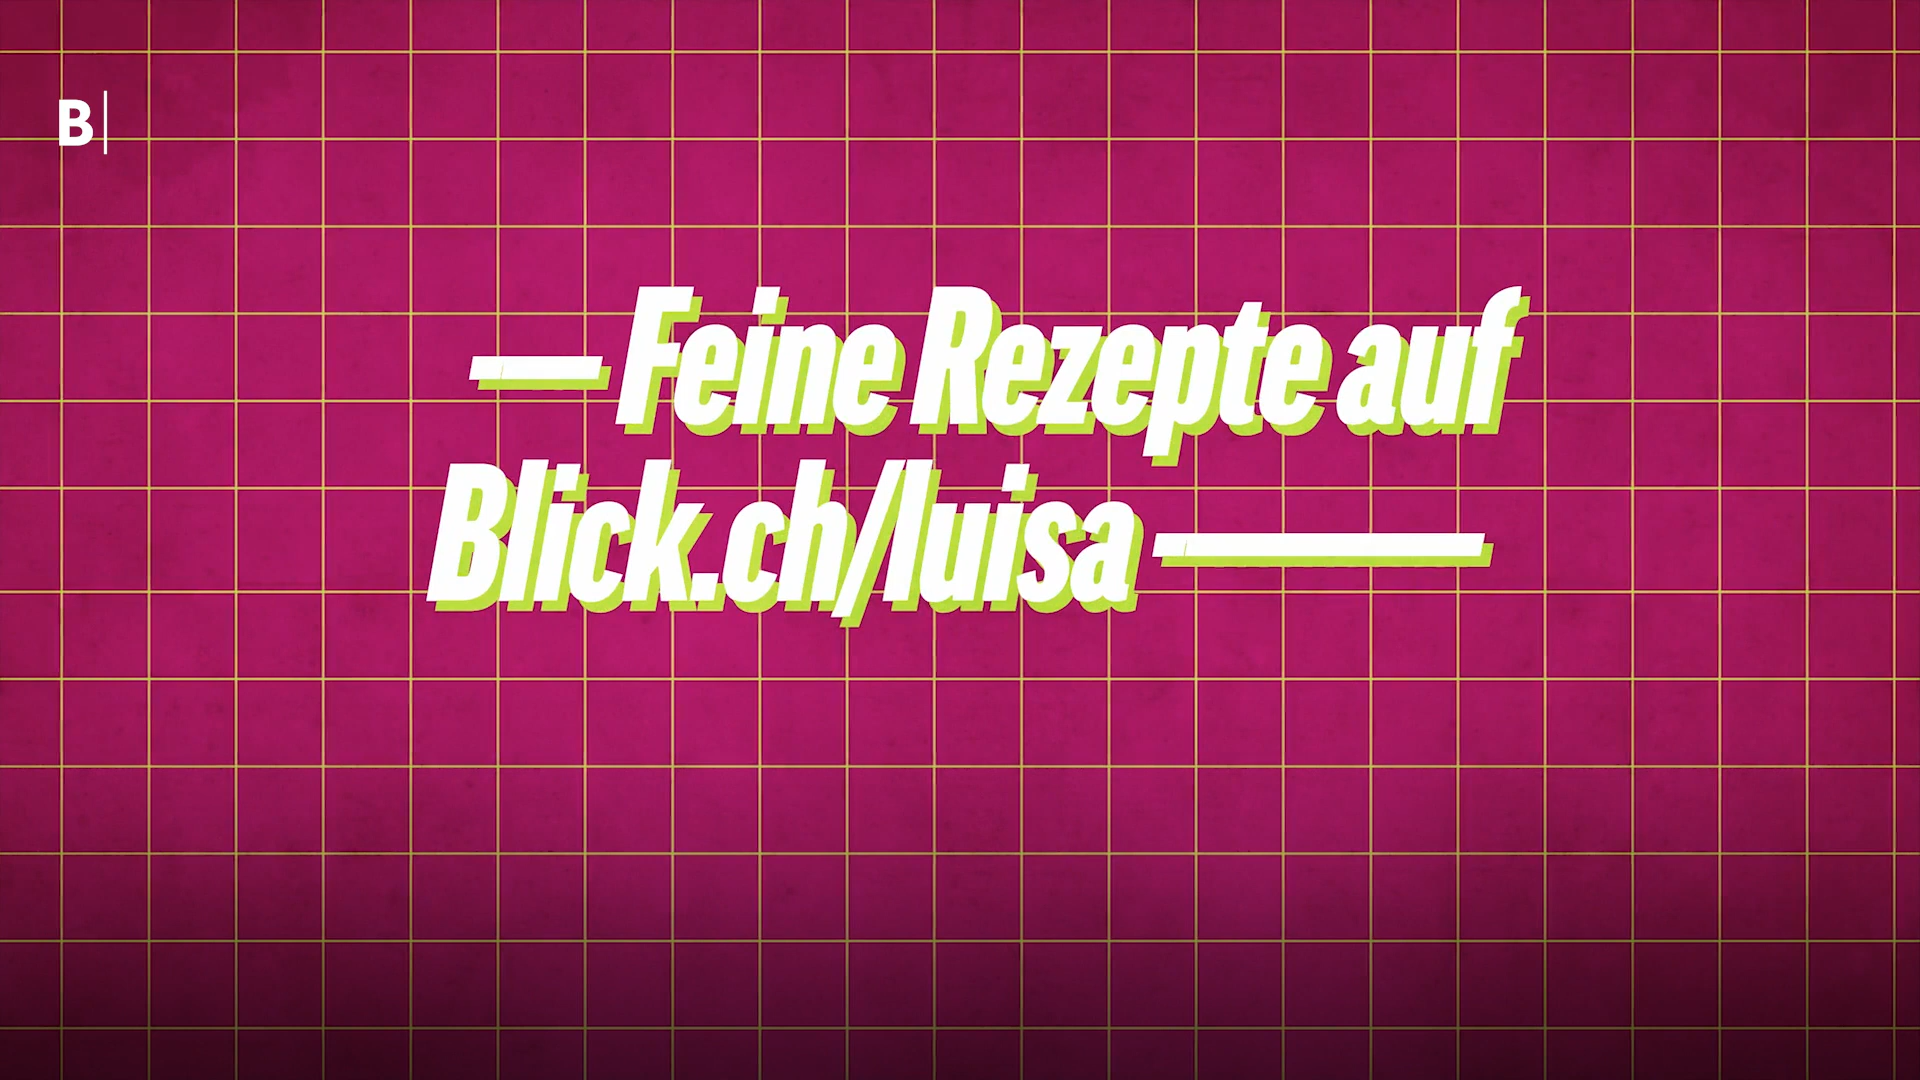 B|
— Feine Rezepte auf
Blick.ch/luisa —